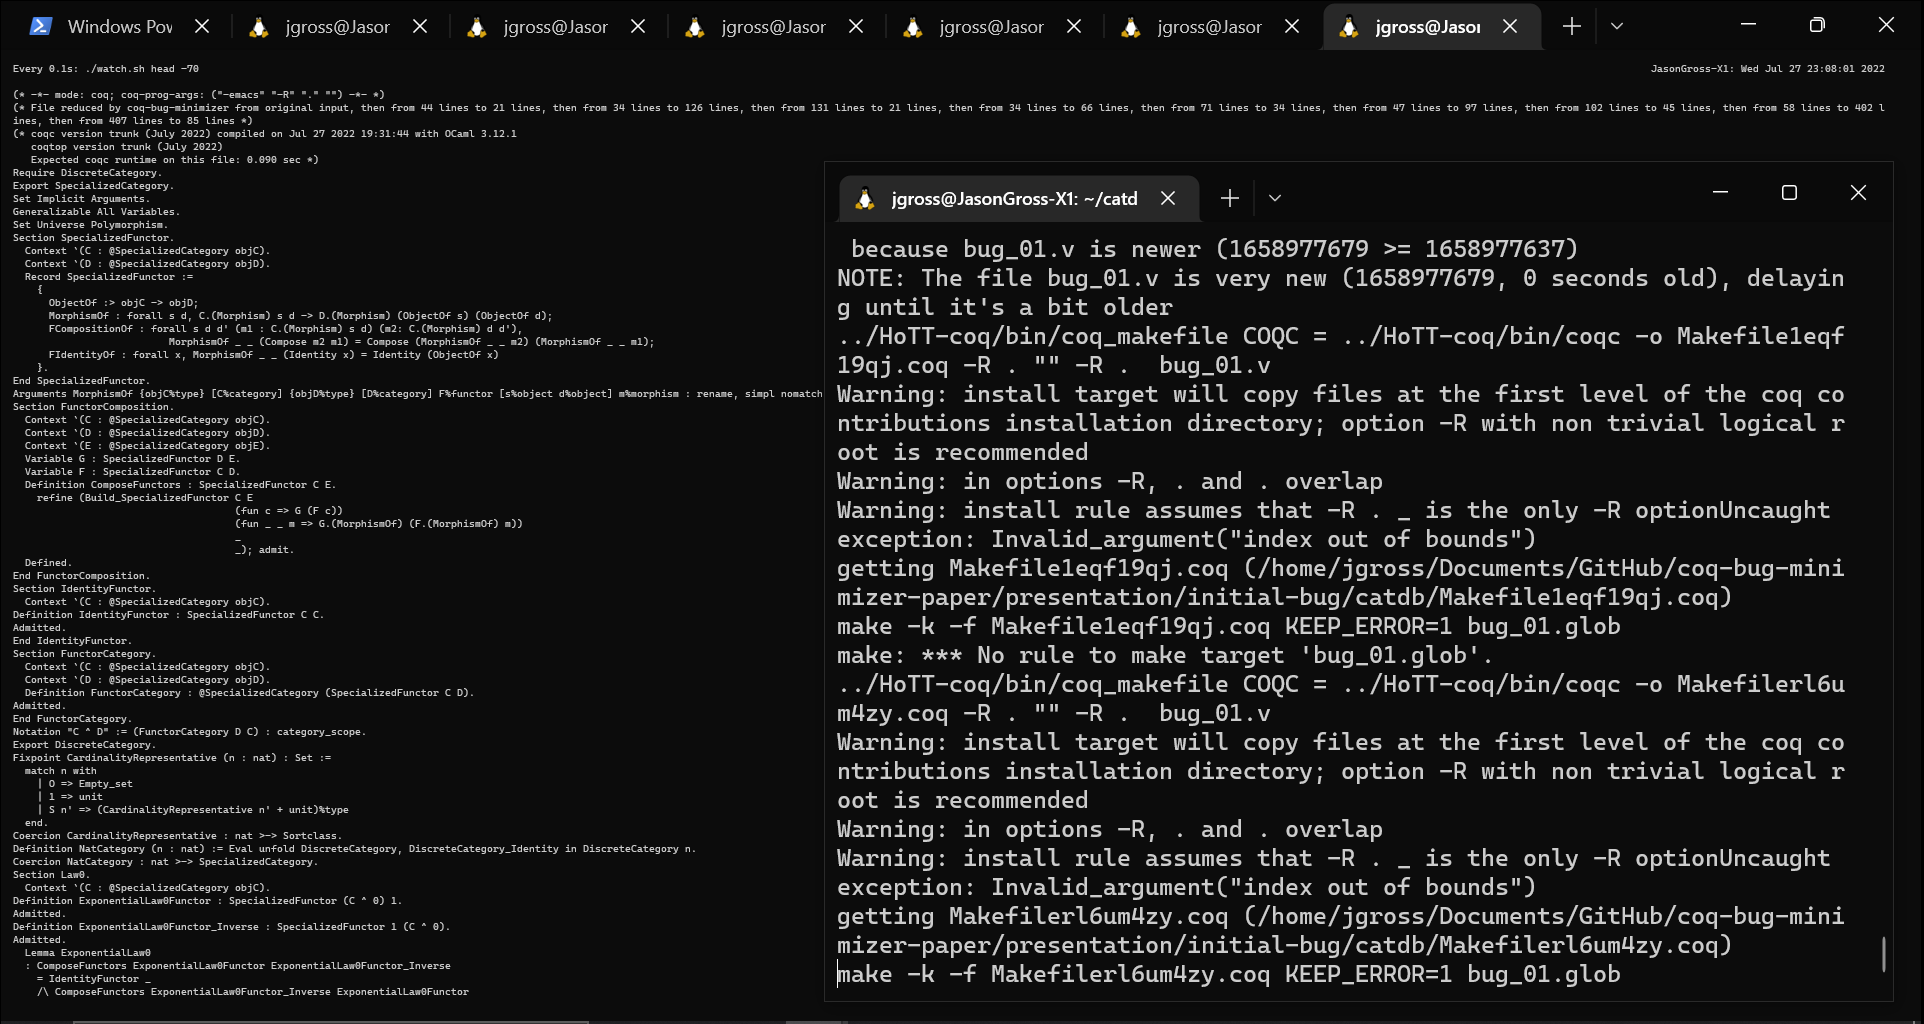 Windows Pow
jgross@Jasor
jgross@Jasor
jgross@Jasor
jgross@Jasor
jgross@Jasor
jgross@Jasor
Every 0.1s: ./watch.sh head -70
JasonGross-X1: Wed Jul 27 23:08:01 2022
(* -*- mode: coq; coq-prog-args: ("-emacs" "-R" "." "") -*- *)
(* File reduced by coq-bug-minimizer from original input, then from 44 lines to 21 lines, then from 34 lines to 126 lines, then from 131 lines to 21 lines, then from 34 lines to 66 lines, then from 71 lines to 34 lines, then from 47 lines to 97 lines, then from 102 lines to 45 lines, then from 58 lines to 402 l
ines, then from 407 lines to 85 lines *)
(* coqc version trunk (July 2022) compiled on Jul 27 2022 19:31:44 with OCaml 3.12.1
   coqtop version trunk (July 2022)
   Expected coqc runtime on this file: 0.090 sec *)
Require DiscreteCategory.
Export SpecializedCategory.
Set Implicit Arguments.
Generalizable All Variables.
Set Universe Polymorphism.
Section SpecializedFunctor.
  Context `(C : @SpecializedCategory objC).
  Context `(D : @SpecializedCategory objD).
  Record SpecializedFunctor :=
    {
      ObjectOf :> objC -> objD;
      MorphismOf : forall s d, C.(Morphism) s d -> D.(Morphism) (ObjectOf s) (ObjectOf d);
      FCompositionOf : forall s d d' (m1 : C.(Morphism) s d) (m2: C.(Morphism) d d'),
                          MorphismOf _ _ (Compose m2 m1) = Compose (MorphismOf _ _ m2) (MorphismOf _ _ m1);
      FIdentityOf : forall x, MorphismOf _ _ (Identity x) = Identity (ObjectOf x)
    }.
End SpecializedFunctor.
Arguments MorphismOf {objC%type} [C%category] {objD%type} [D%category] F%functor [s%object d%object] m%morphism : rename, simpl nomatch
Section FunctorComposition.
  Context `(C : @SpecializedCategory objC).
  Context `(D : @SpecializedCategory objD).
  Context `(E : @SpecializedCategory objE).
  Variable G : SpecializedFunctor D E.
  Variable F : SpecializedFunctor C D.
  Definition ComposeFunctors : SpecializedFunctor C E.
    refine (Build_SpecializedFunctor C E
                                     (fun c => G (F c))
                                     (fun _ _ m => G.(MorphismOf) (F.(MorphismOf) m))
                                     _
                                     _); admit.
  Defined.
End FunctorComposition.
Section IdentityFunctor.
  Context `(C : @SpecializedCategory objC).
Definition IdentityFunctor : SpecializedFunctor C C.
Admitted.
End IdentityFunctor.
Section FunctorCategory.
  Context `(C : @SpecializedCategory objC).
  Context `(D : @SpecializedCategory objD).
  Definition FunctorCategory : @SpecializedCategory (SpecializedFunctor C D).
Admitted.
End FunctorCategory.
Notation "C ^ D" := (FunctorCategory D C) : category_scope.
Export DiscreteCategory.
Fixpoint CardinalityRepresentative (n : nat) : Set :=
  match n with
    | O => Empty_set
    | 1 => unit
    | S n' => (CardinalityRepresentative n' + unit)%type
  end.
Coercion CardinalityRepresentative : nat >-> Sortclass.
Definition NatCategory (n : nat) := Eval unfold DiscreteCategory, DiscreteCategory_Identity in DiscreteCategory n.
Coercion NatCategory : nat >-> SpecializedCategory.
Section Law0.
  Context `(C : @SpecializedCategory objC).
Definition ExponentialLaw0Functor : SpecializedFunctor (C ^ 0) 1.
Admitted.
Definition ExponentialLaw0Functor_Inverse : SpecializedFunctor 1 (C ^ 0).
Admitted.
  Lemma ExponentialLaw0
  : ComposeFunctors ExponentialLaw0Functor ExponentialLaw0Functor_Inverse
    = IdentityFunctor _
    /\ ComposeFunctors ExponentialLaw0Functor_Inverse ExponentialLaw0Functor
jgross@JasonGross-X1: ~/catd
 because bug_01.v is newer (1658977679 >= 1658977637)
NOTE: The file bug_01.v is very new (1658977679, 0 seconds old), delayin
g until it's a bit older
../HoTT-coq/bin/coq_makefile COQC = ../HoTT-coq/bin/coqc -o Makefile1eqf
19qj.coq -R . "" -R .  bug_01.v
Warning: install target will copy files at the first level of the coq co
ntributions installation directory; option -R with non trivial logical r
oot is recommended
Warning: in options -R, . and . overlap
Warning: install rule assumes that -R . _ is the only -R optionUncaught
exception: Invalid_argument("index out of bounds")
getting Makefile1eqf19qj.coq (/home/jgross/Documents/GitHub/coq-bug-mini
mizer-paper/presentation/initial-bug/catdb/Makefile1eqf19qj.coq)
make -k -f Makefile1eqf19qj.coq KEEP_ERROR=1 bug_01.glob
make: *** No rule to make target 'bug_01.glob'.
../HoTT-coq/bin/coq_makefile COQC = ../HoTT-coq/bin/coqc -o Makefilerl6u
m4zy.coq -R . "" -R .  bug_01.v
Warning: install target will copy files at the first level of the coq co
ntributions installation directory; option -R with non trivial logical r
oot is recommended
Warning: in options -R, . and . overlap
Warning: install rule assumes that -R . _ is the only -R optionUncaught
exception: Invalid_argument("index out of bounds")
getting Makefilerl6um4zy.coq (/home/jgross/Documents/GitHub/coq-bug-mini
mizer-paper/presentation/initial-bug/catdb/Makefilerl6um4zy.coq)
make -k -f Makefilerl6um4zy.coq KEEP_ERROR=1 bug_01.glob